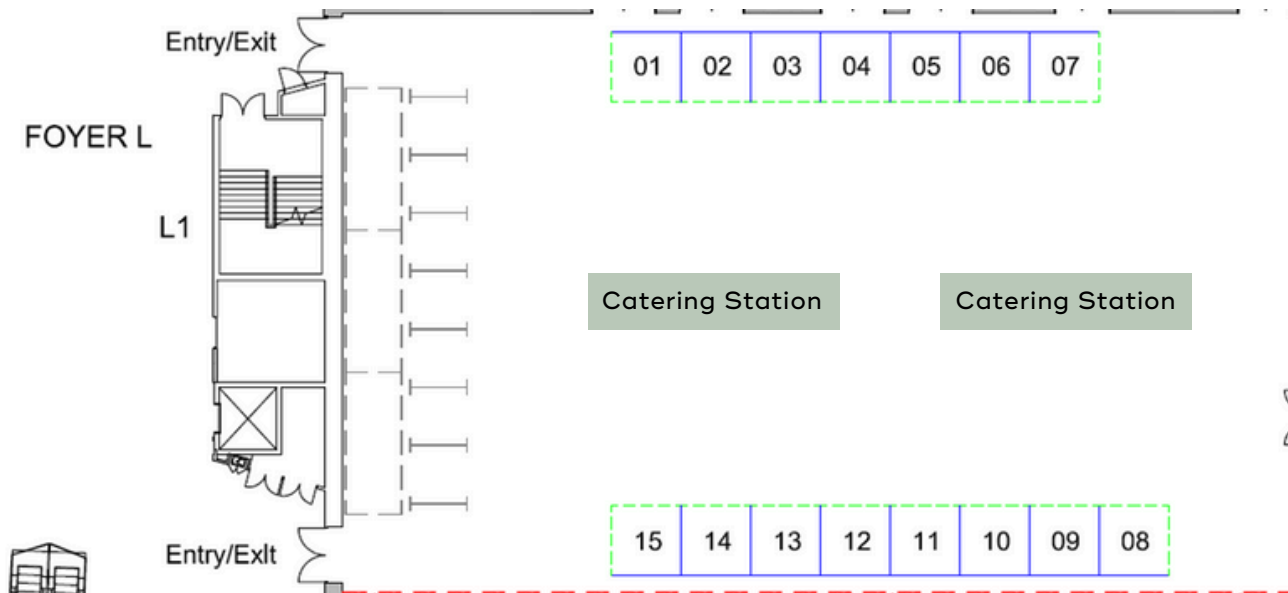 Entry/Exit
01 02 03 04 05 06 07
FOYER L
L1
Catering Station Catering Station
15 14 13 12 11 10 09 08
Entry/Exit